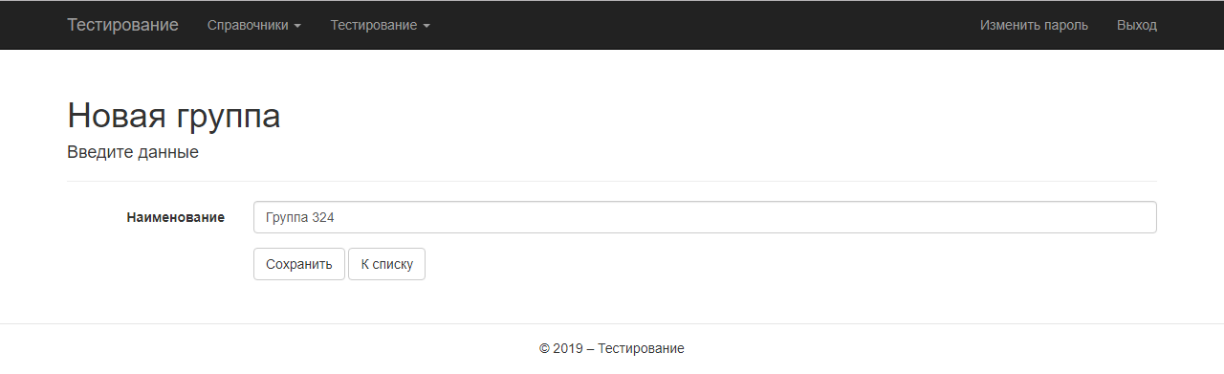 Тестирование Справочники Тестирование Изменить пароль Выход
Новая группа
Введите данные
Наименование Группа 324
Сохранить К списку
© 2019 – Тестирование